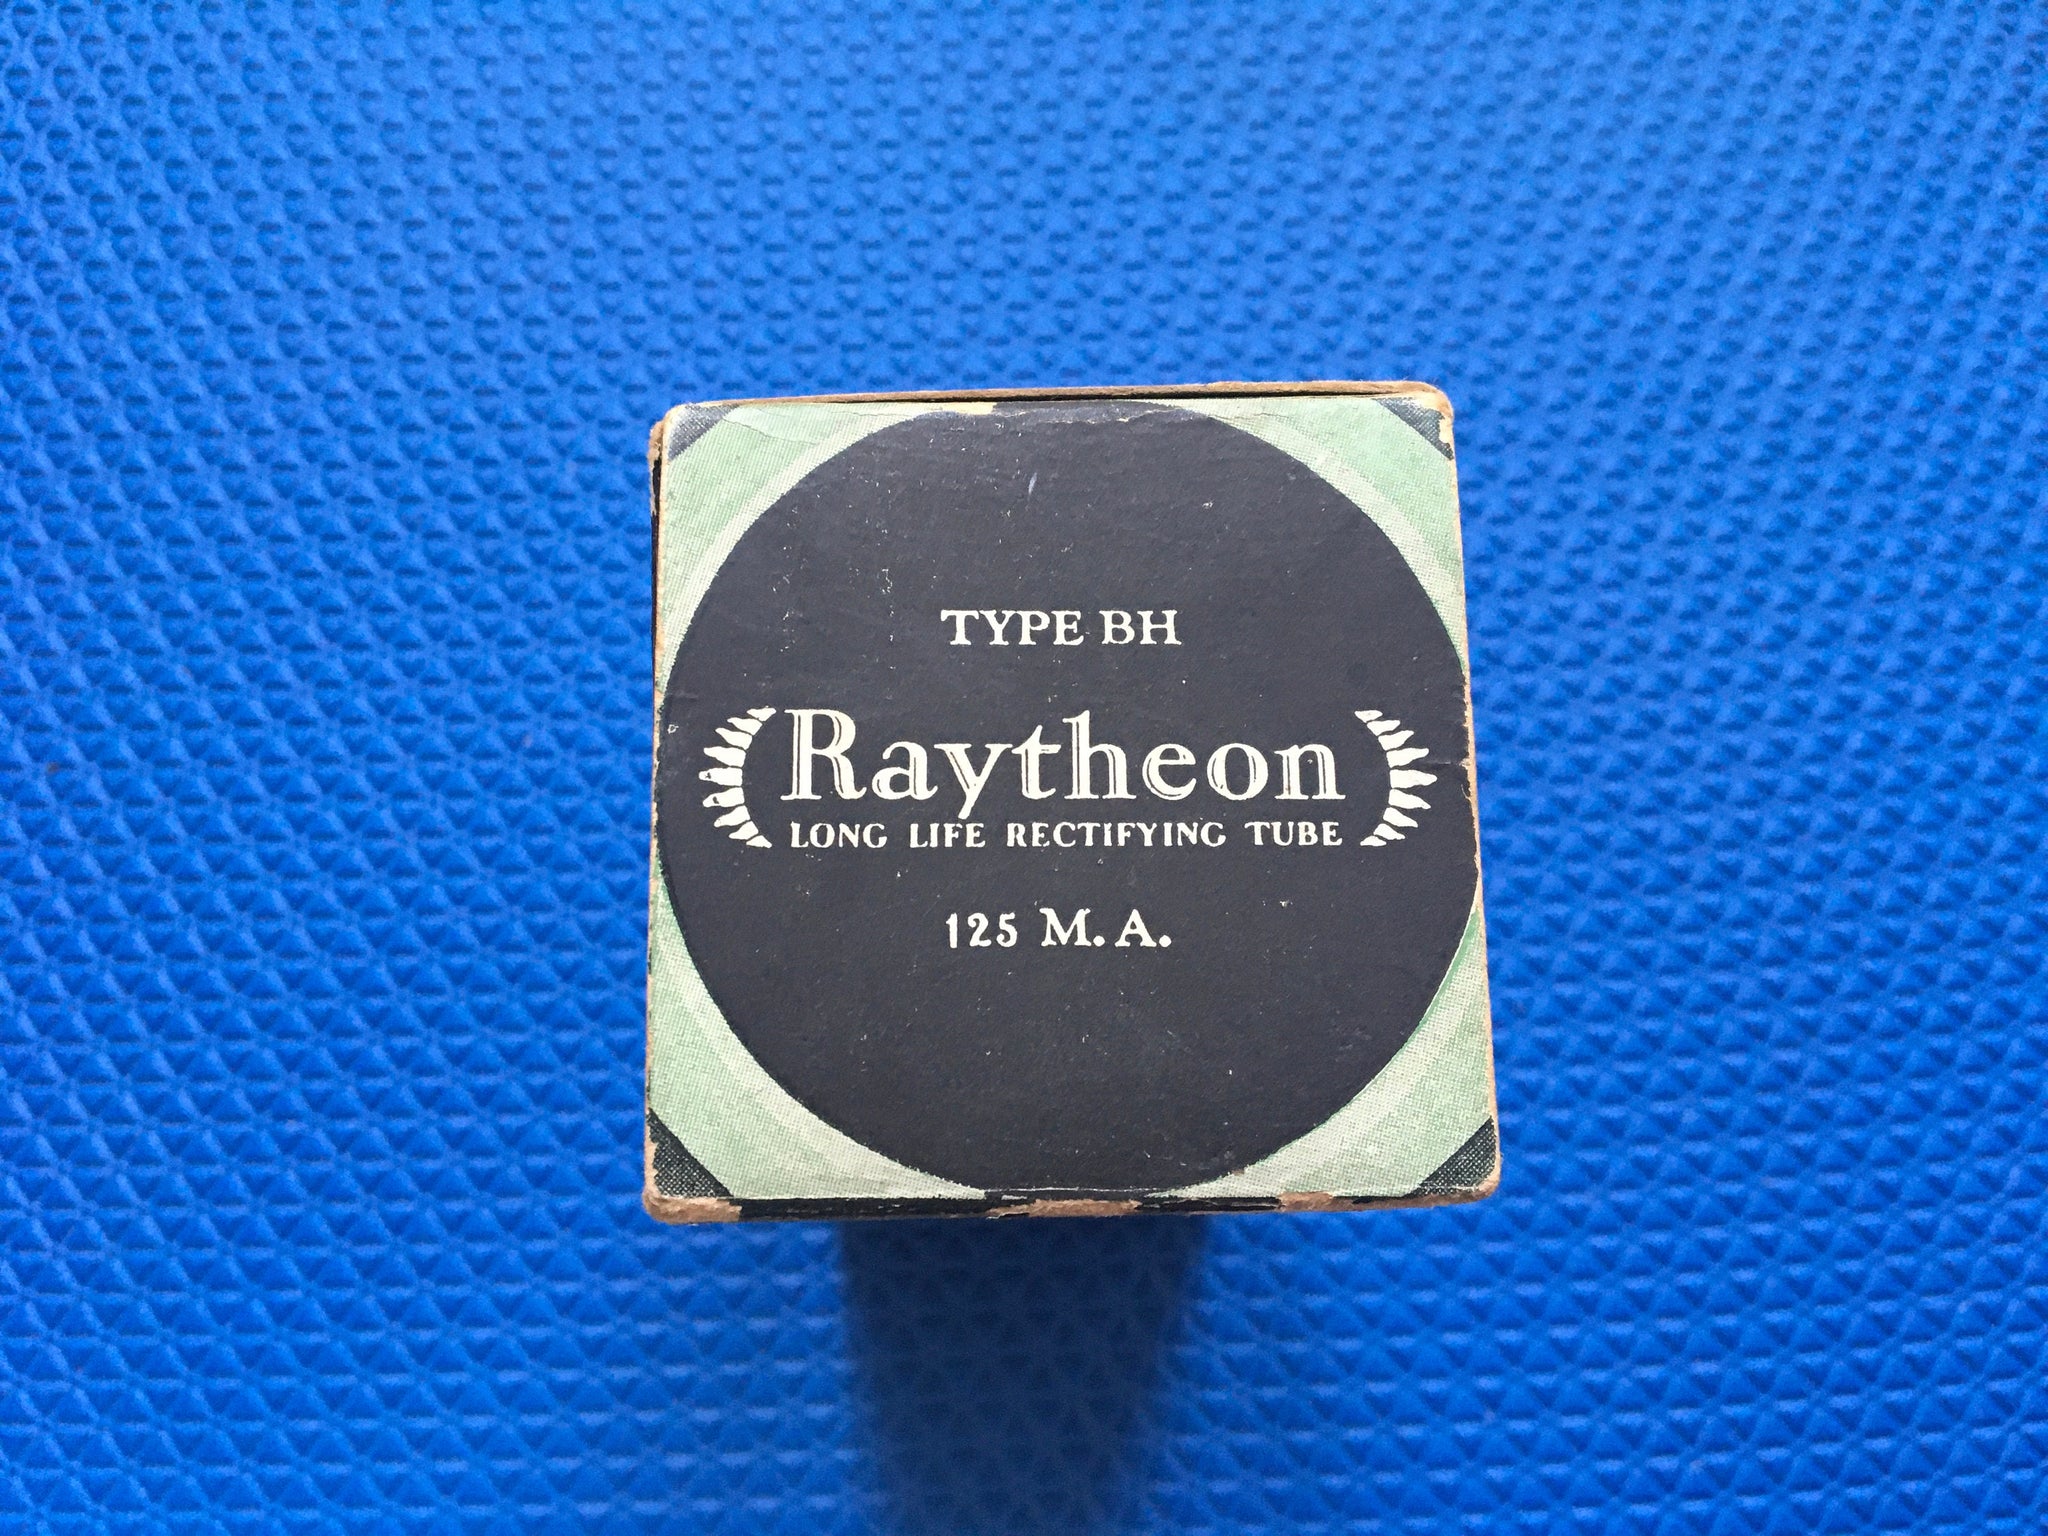 TYPE BH
Raytheon
LONG LIFE RECTIFYING TUBE
125 M.A.